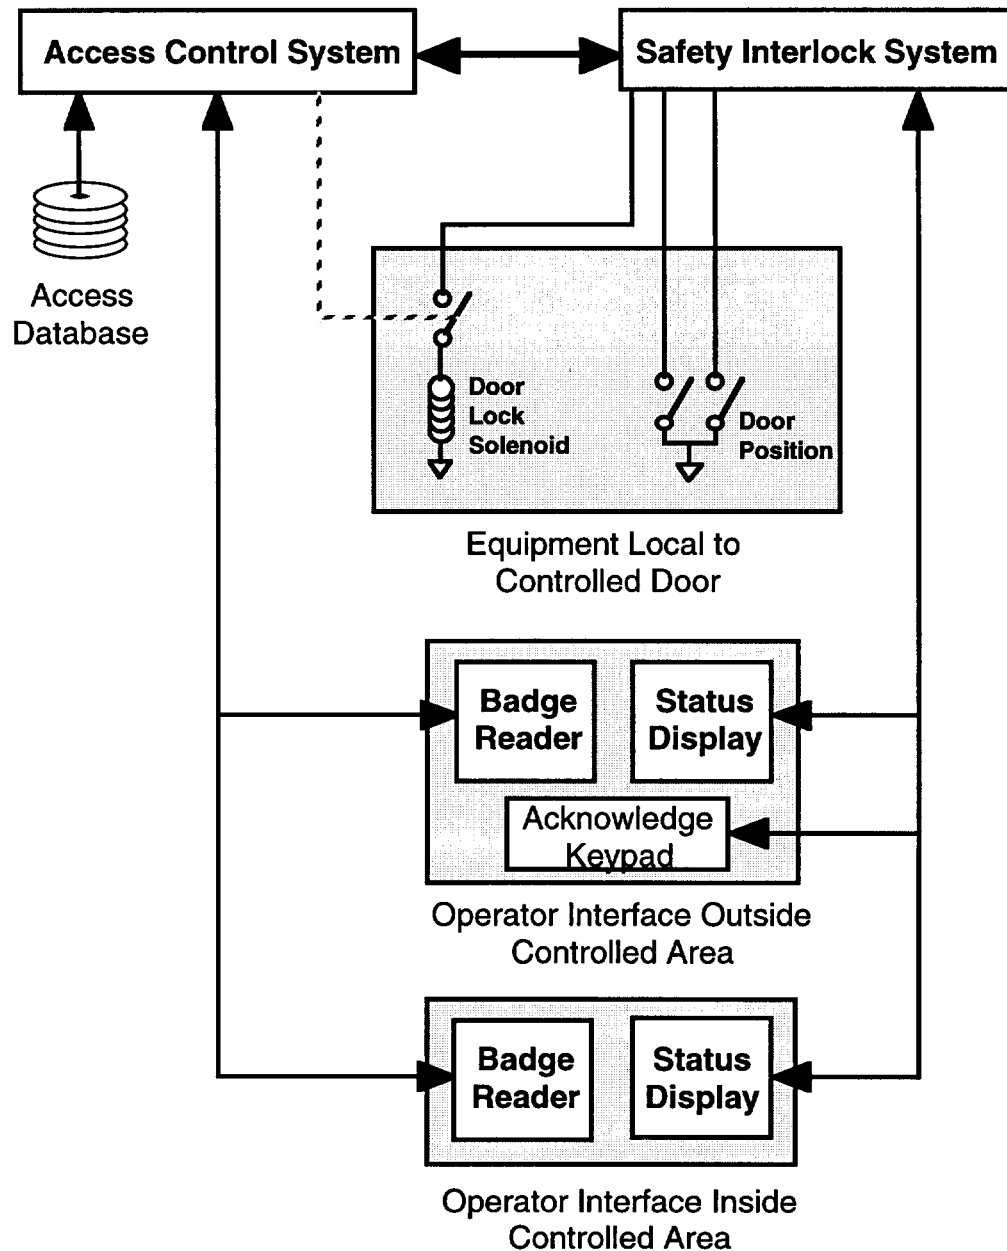 Access Control System
Safety Interlock System
Access
Database
Door
Lock
Solenoid
Door
Position
Equipment Local to
Controlled Door
Badge
Reader
Status
Display
Acknowledge
Keypad
Operator Interface Outside
Controlled Area
Badge
Reader
Status
Display
Operator Interface Inside
Controlled Area